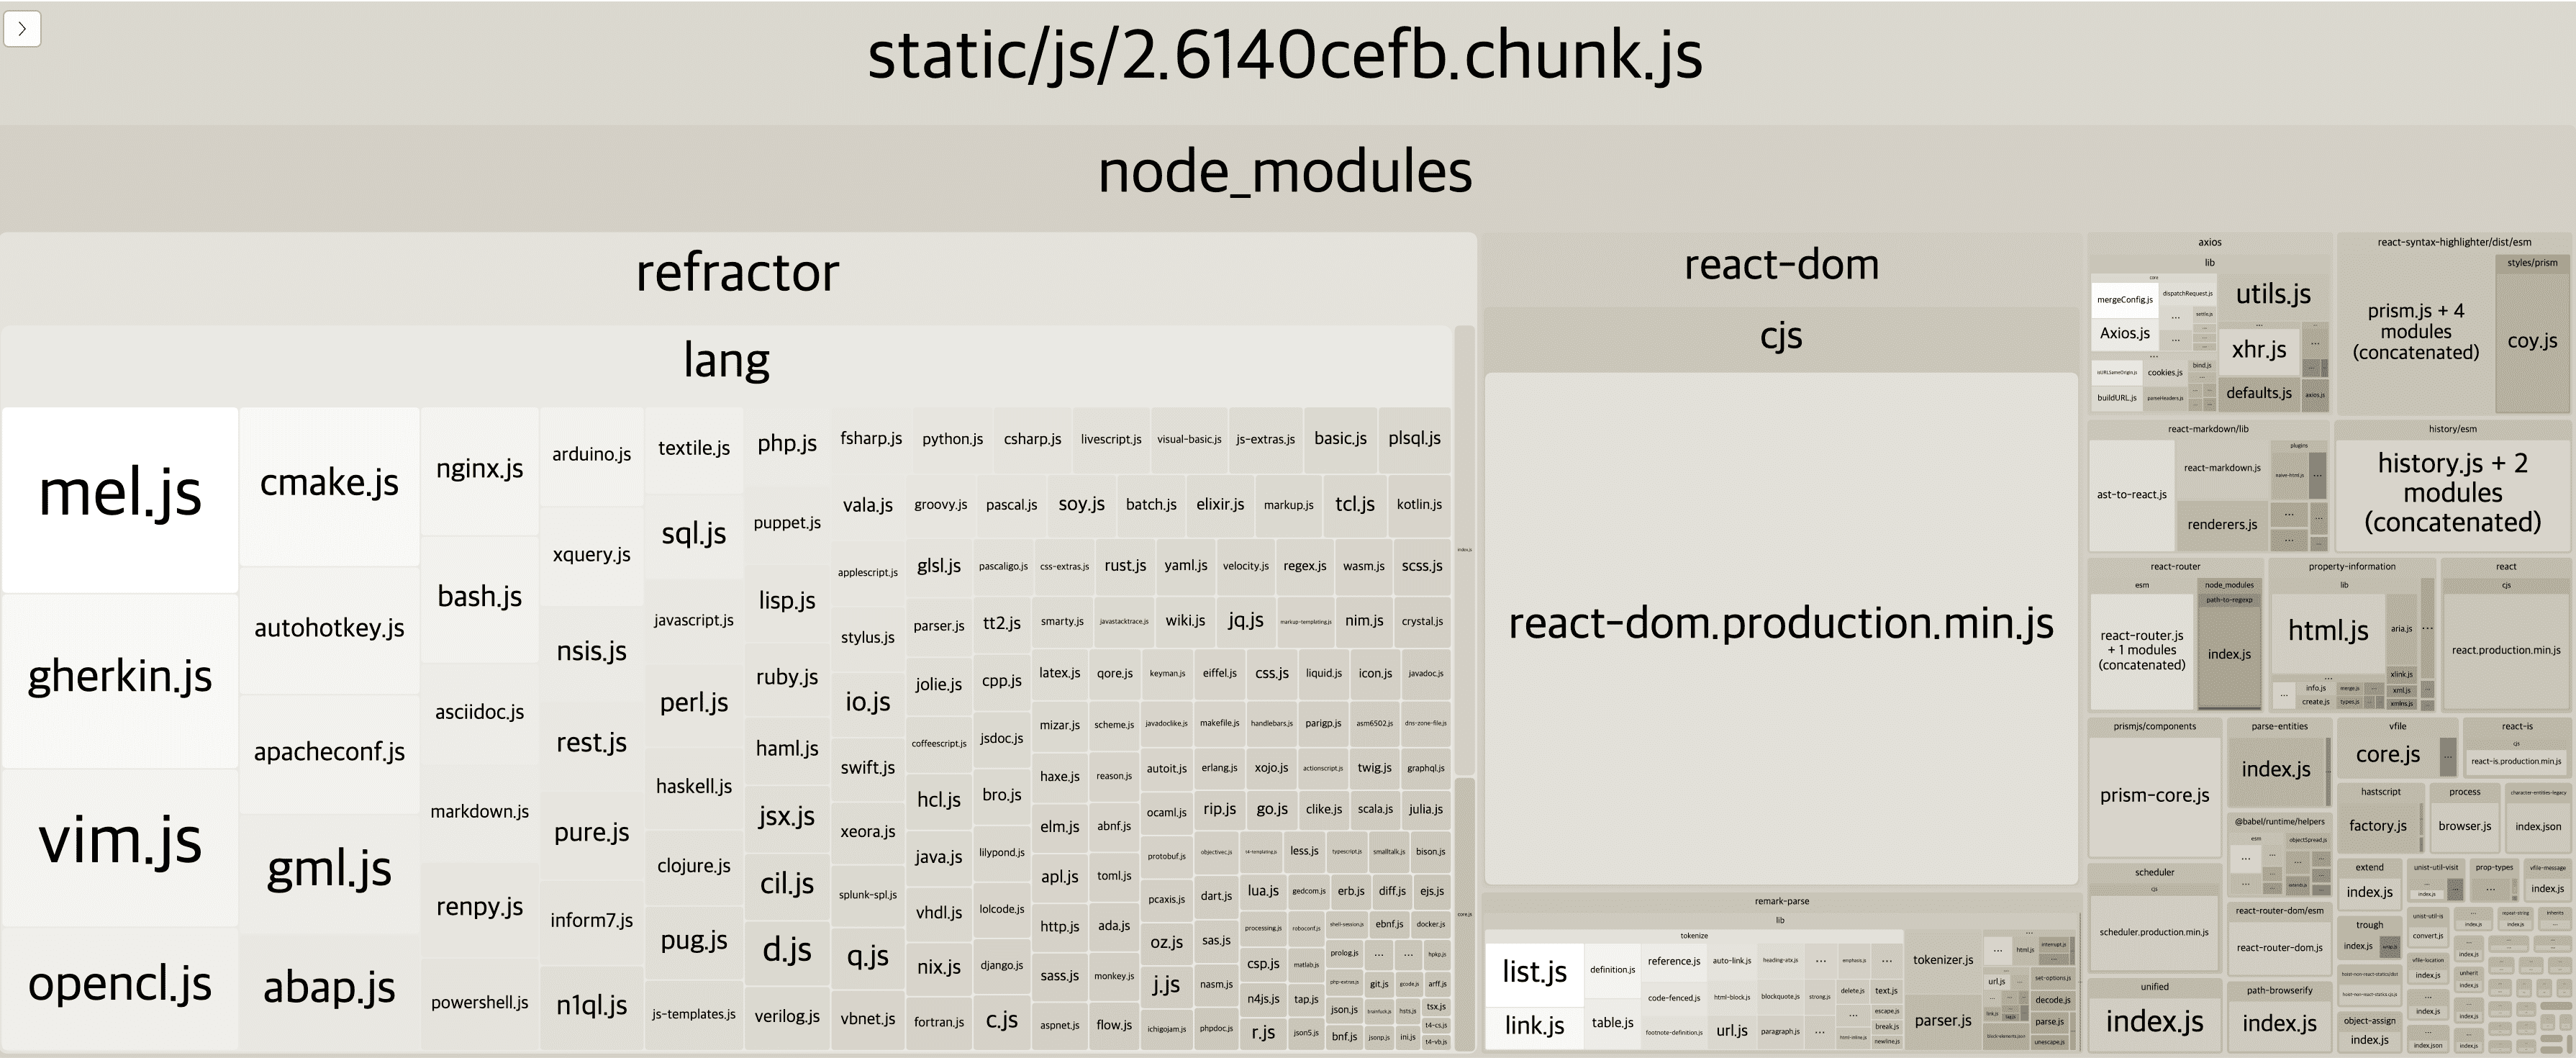 static/js/2.6140cefb.chunk.js
node_modules
refractor
lang
mel.js
gherkin.js
vim.js
opencl.js
cmake.js
autohotkey.js
apacheconf.js
gml.js
abap.js
nginx.js
bash.js
asciidoc.js
markdown.js
renpy.js
powershell.js
arduino.js
xquery.js
nsis.js
rest.js
pure.js
inform7.js
n1ql.js
textile.js
sql.js
javascript.js
perl.js
haskell.js
clojure.js
pug.js
js-templates.js
php.js
puppet.js
lisp.js
ruby.js
haml.js
jsx.js
cil.js
d.js
verilog.js
fsharp.js
python.js
csharp.js
livescript.js
visual-basic.js
js-extras.js
basic.js
plsql.js
vala.js
groovy.js
pascal.js
soy.js
batch.js
elixir.js
markup.js
tcl.js
kotlin.js
applescript.js
stylus.js
io.js
swift.js
xeora.js
splunk-spl.js
q.js
vbnet.js
glsl.js
pascaligo.js
css-extras.js
rust.js
yaml.js
velocity.js
regex.js
wasm.js
scss.js
parser.js
tt2.js
smarty.js
javastacktrace.js
wiki.js
jq.js
markup-templating.js
nim.js
crystal.js
jolie.js
coffeescript.js
hcl.js
java.js
vhdl.js
nix.js
fortran.js
cpp.js
jsdoc.js
bro.js
lilypond.js
lolcode.js
django.js
c.js
latex.js
qore.js
keyman.js
eiffel.js
css.js
liquid.js
icon.js
javadoc.js
mizar.js
scheme.js
javadoclike.js
makefile.js
handlebars.js
parigp.js
asm6502.js
dns-zone-file.js
haxe.js
reason.js
autoit.js
erlang.js
xojo.js
actionscript.js
twig.js
graphql.js
elm.js
abnf.js
ocaml.js
rip.js
go.js
clike.js
scala.js
julia.js
apl.js
toml.js
protobuf.js
objectivec.js
t4-templating.js
less.js
typescript.js
smalltalk.js
bison.js
http.js
ada.js
pcaxis.js
dart.js
lua.js
gedcom.js
erb.js
diff.js
ejs.js
sass.js
monkey.js
oz.js
sas.js
processing.js
roboconf.js
shell-session.js
ebnf.js
docker.js
aspnet.js
flow.js
j.js
nasm.js
csp.js
matlab.js
prolog.js
...
...
hpkp.js
ichigojam.js
phpdoc.js
n4js.js
tap.js
php-extras.js
git.js
gcode.js
arff.js
r.js
json5.js
json.js
brainfuck.js
hsts.js
tsx.js
bnf.js
jsonp.js
ini.js
t4-cs.js
t4-vb.js
index.js
core.js
react-dom
cjs
react-dom.production.min.js
remark-parse
lib
tokenize
list.js
link.js
definition.js
table.js
reference.js
code-fenced.js
footnote-definition.js
auto-link.js
html-block.js
url.js
heading-atx.js
blockquote.js
paragraph.js
...
strong.js
...
emphasis.js
delete.js
html-inline.js
...
text.js
escape.js
break.js
newline.js
tokenizer.js
parser.js
...
...
html.js
interrupt.js
url.js
set-options.js
decode.js
parse.js
block-elements.json
unescape.js
axios
lib
core
mergeConfig.js
Axios.js
dispatchRequest.js
settle.js
...
isURLSameOrigin.js
buildURL.js
cookies.js
parseHeaders.js
bind.js
utils.js
xhr.js
defaults.js
axios.js
react-syntax-highlighter/dist/esm
prism.js + 4
modules
(concatenated)
styles/prism
coy.js
react-markdown/lib
ast-to-react.js
react-markdown.js
renderers.js
plugins
naive-html.js
history/esm
history.js + 2
modules
(concatenated)
react-router
esm
react-router.js
+ 1 modules
(concatenated)
node_modules
path-to-regexp
index.js
property-information
lib
html.js
aria.js
xlink.js
xml.js
xmlns.js
...
info.js
create.js
merge.js
types.js
react
cjs
react.production.min.js
prismjs/components
prism-core.js
parse-entities
index.js
vfile
core.js
...
react-is
cjs
react-is.production.min.js
hastscript
factory.js
process
browser.js
character-entities-legacy
index.json
@babel/runtime/helpers
esm
objectSpread.js
scheduler
cjs
scheduler.production.min.js
react-router-dom/esm
react-router-dom.js
unified
index.js
path-browserify
index.js
extend
index.js
unist-util-visit
index.js
prop-types
...
vfile-message
index.js
trough
index.js
wrap.js
unist-util-is
convert.js
repeat-string
index.js
inherits
vfile-location
index.js
unherit
index.js
object-assign
index.js
index.json